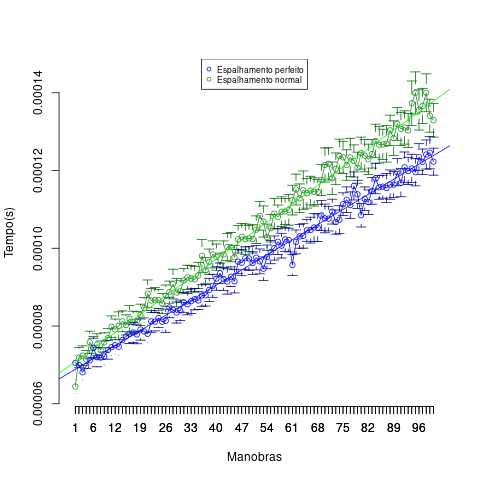 Espalhamento perfeito
Espalhamento normal
Tempo(s)
0.00014
0.00012
0.00010
0.00008
0.00006
1 6 12 19 26 33 40 47 54 61 68 75 82 89 96
Manobras